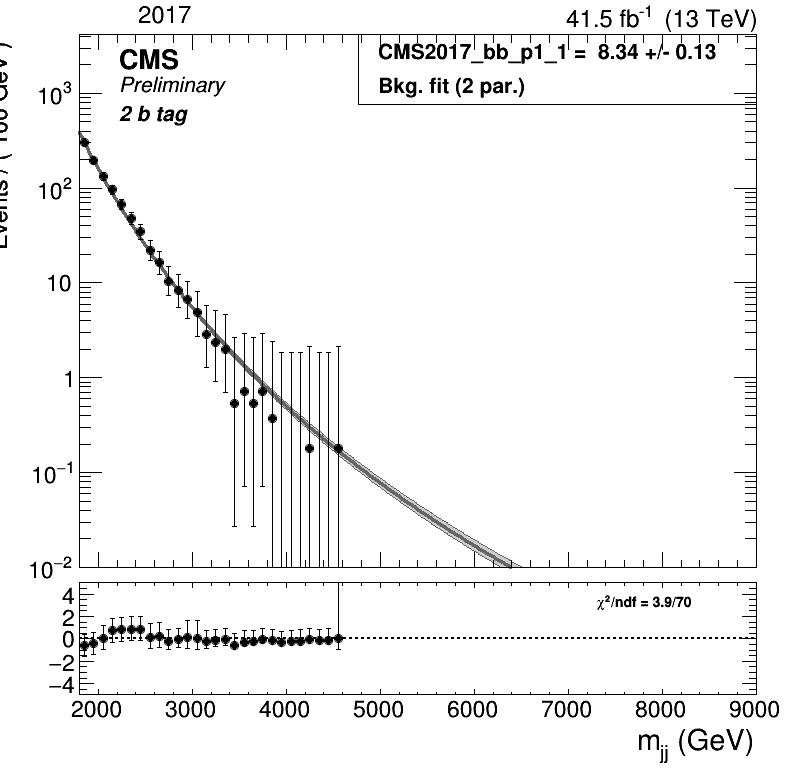 2017
41.5 fb⁻¹ (13 TeV)
CMS
Preliminary
2 b tag
CMS2017_bb_p1_1 = 8.34 +/- 0.13
Bkg. fit (2 par.)
10³
10²
10
1
10⁻¹
10⁻²
χ²/ndf = 3.9/70
4
2
0
−2
−4
2000 3000 4000 5000 6000 7000 8000 9000
m_jj (GeV)